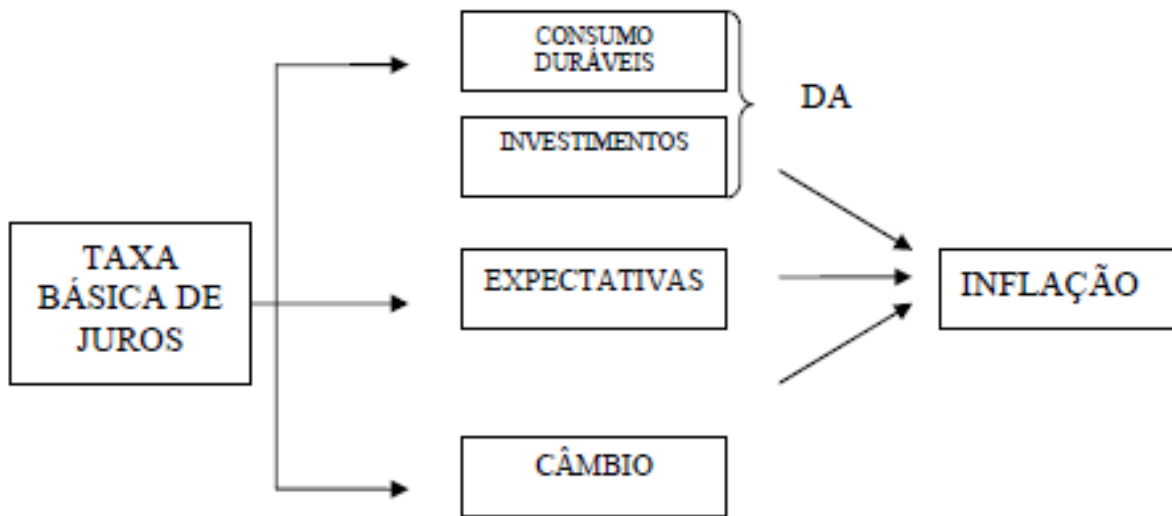 CONSUMO
DURÁVEIS
DA
INVESTIMENTOS
TAXA
BÁSICA DE
JUROS
EXPECTATIVAS
INFLAÇÃO
CÂMBIO